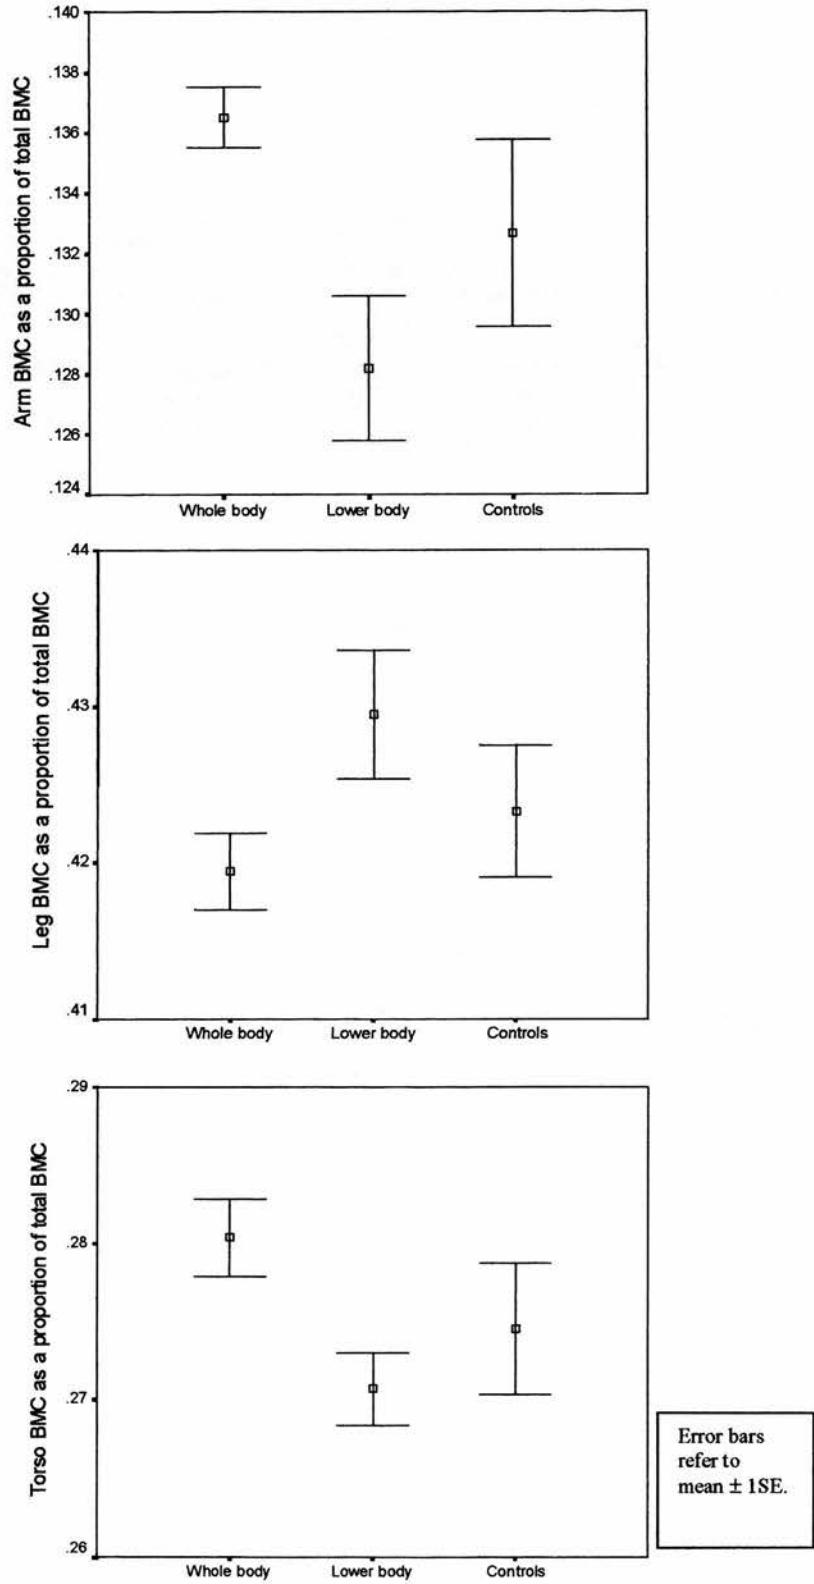 Arm BMC as a proportion of total BMC
.140
.138
.136
.134
.132
.130
.128
.126
.124
Whole body Lower body Controls
Leg BMC as a proportion of total BMC
.44
.43
.42
.41
Whole body Lower body Controls
Torso BMC as a proportion of total BMC
.29
.28
.27
.26
Whole body Lower body Controls
Error bars
refer to
mean ± 1SE.